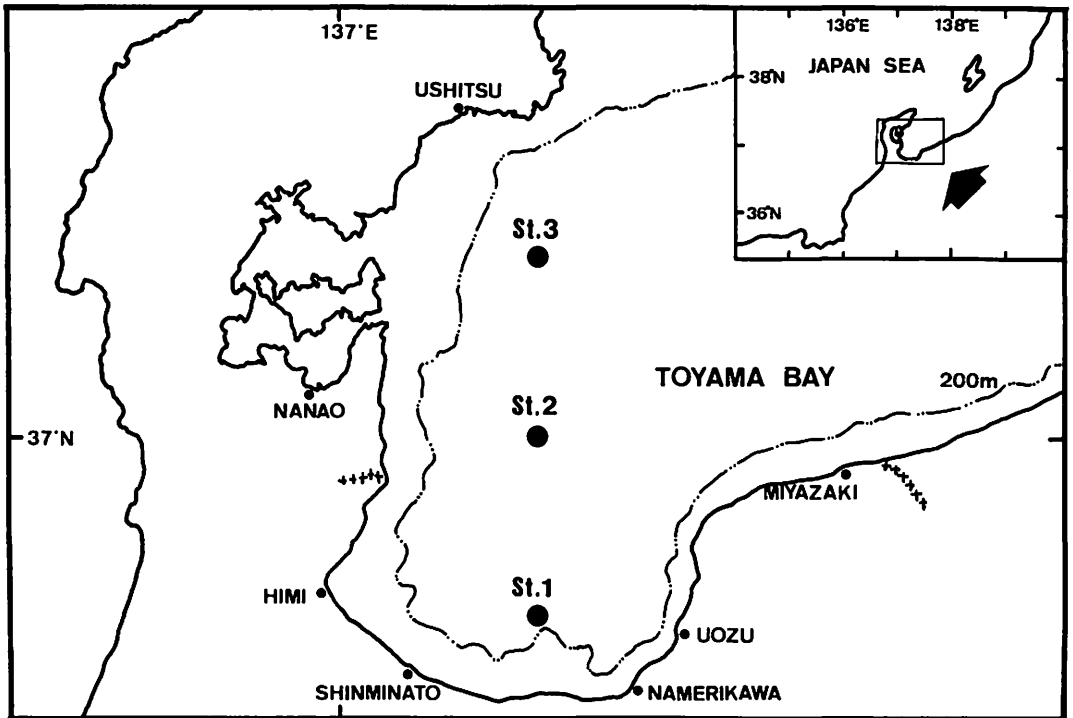 137°E
USHITSU
136°E
138°E
JAPAN SEA
38°N
36°N
St.3
TOYAMA BAY
200m
NANAO
St.2
37°N
MIYAZAKI
HIMI
St.1
UOZU
SHINMINATO
NAMERIKAWA